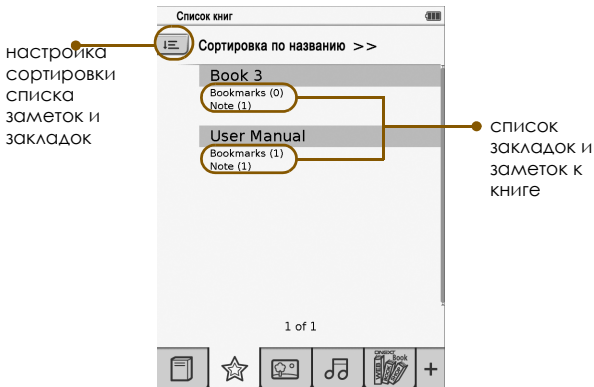 Список книг
Сортировка по названию >>
настройка
сортировки
списка
заметок и
закладок
Book 3
Bookmarks (0)
Note (1)
User Manual
Bookmarks (1)
Note (1)
список
закладок и
заметок к
книге
1 of 1
WEB
Book
+